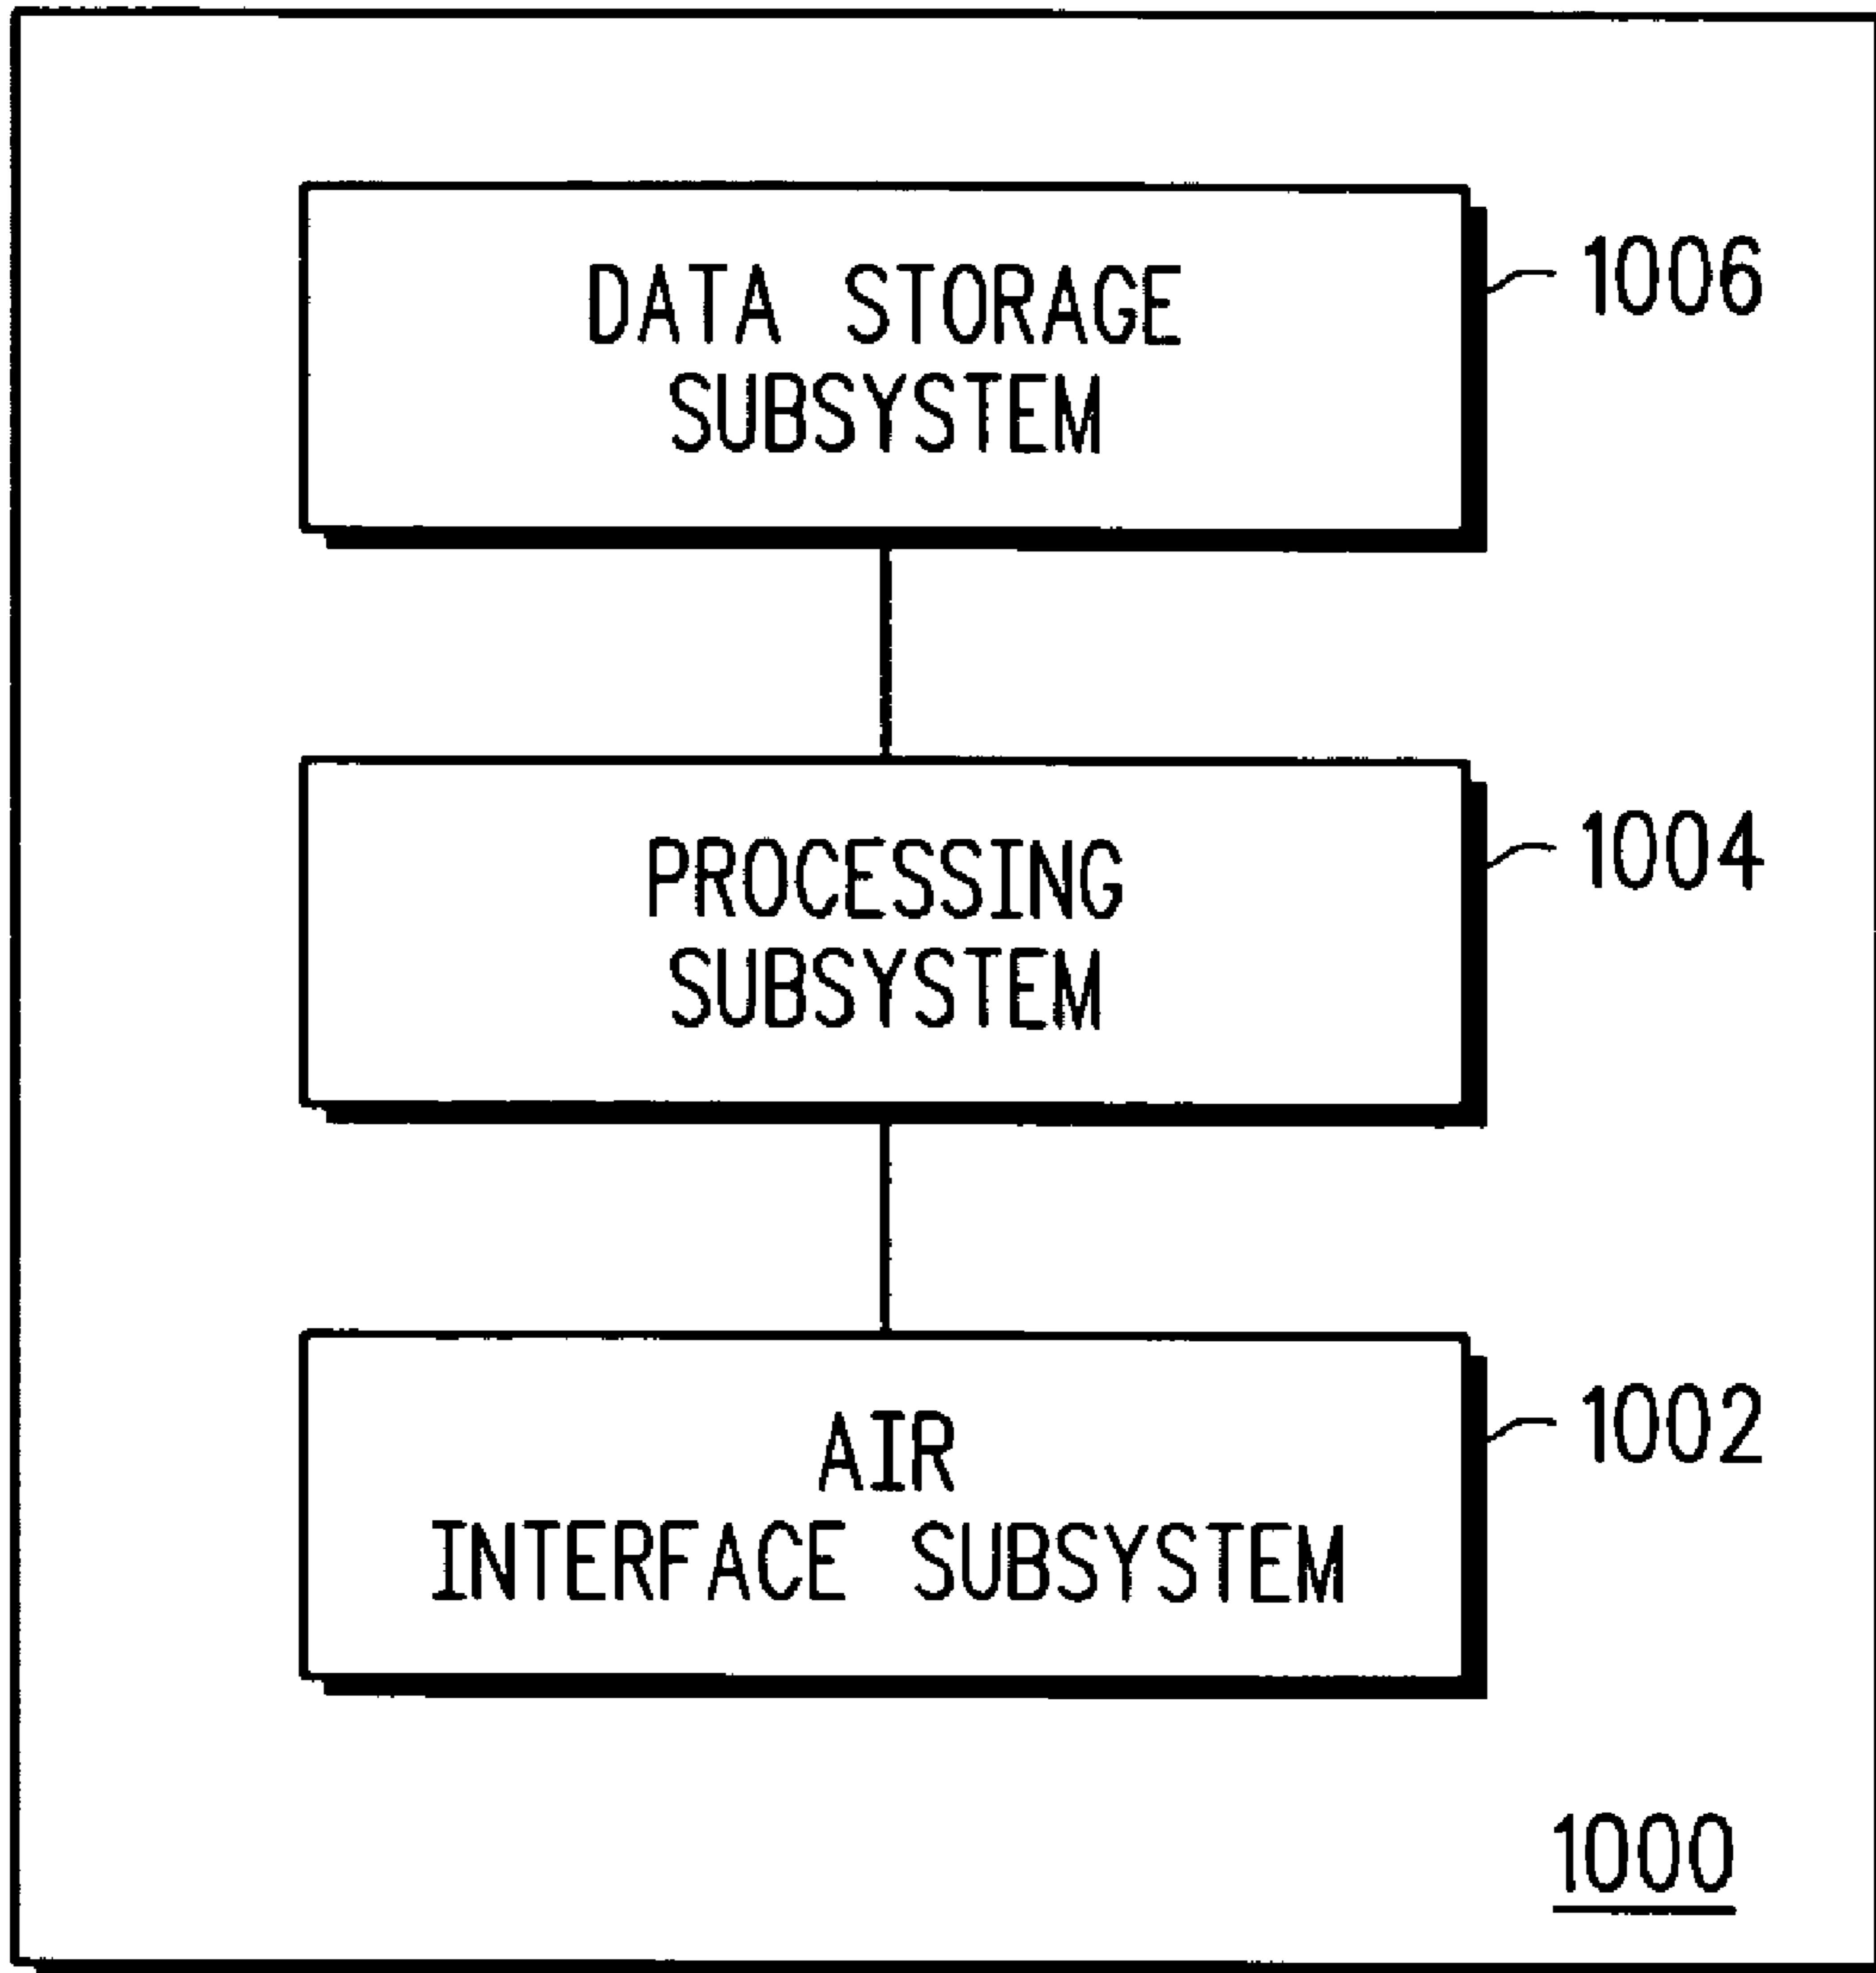 DATA STORAGE
SUBSYSTEM
1006
PROCESSING
SUBSYSTEM
1004
AIR
INTERFACE SUBSYSTEM
1002
1000